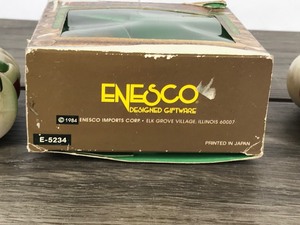 ENESCO
DESIGNED GIFTWARE
© 1984 ENESCO IMPORTS CORP. • ELK GROVE VILLAGE, ILLINOIS 60007
E-5234
PRINTED IN JAPAN